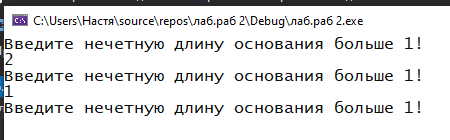 C:\Users\Настя\source\repos\лаб.раб 2\Debug\лаб.раб 2.exe
Введите нечетную длину основания больше 1!
2
Введите нечетную длину основания больше 1!
1
Введите нечетную длину основания больше 1!